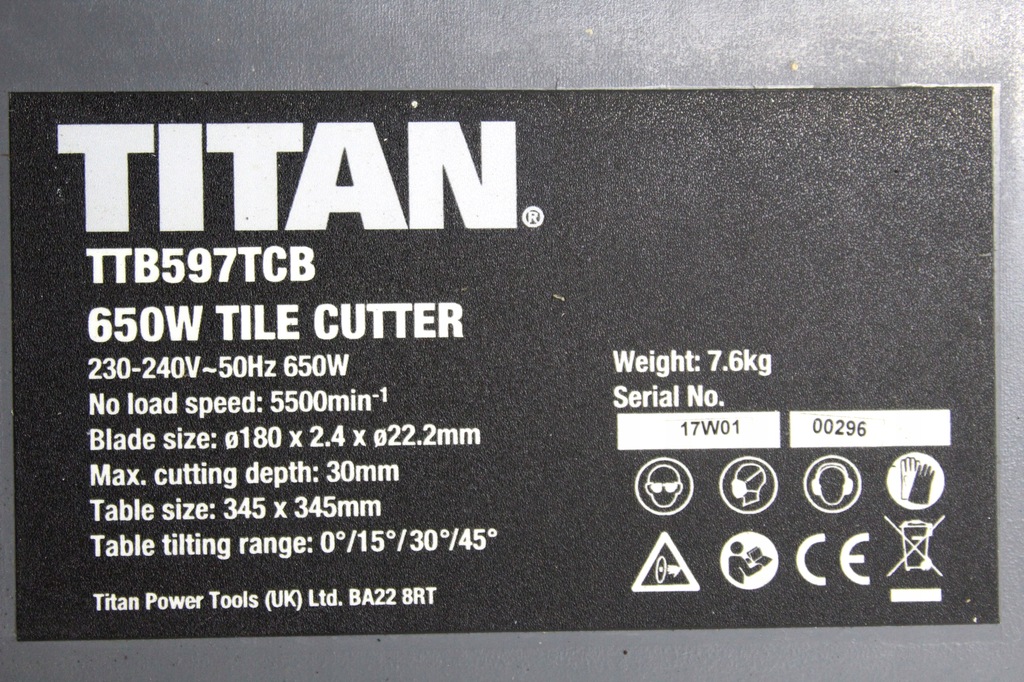 TITAN®
TTB597TCB
650W TILE CUTTER
230-240V~50Hz 650W
No load speed: 5500min-1
Blade size: ø180 x 2.4 x ø22.2mm
Max. cutting depth: 30mm
Table size: 345 x 345mm
Table tilting range: 0°/15°/30°/45°
Titan Power Tools (UK) Ltd. BA22 8RT
Weight: 7.6kg
Serial No.
17W01 00296
CE